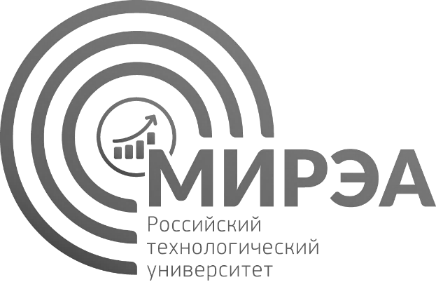 МИРЭА
Российский
технологический
университет